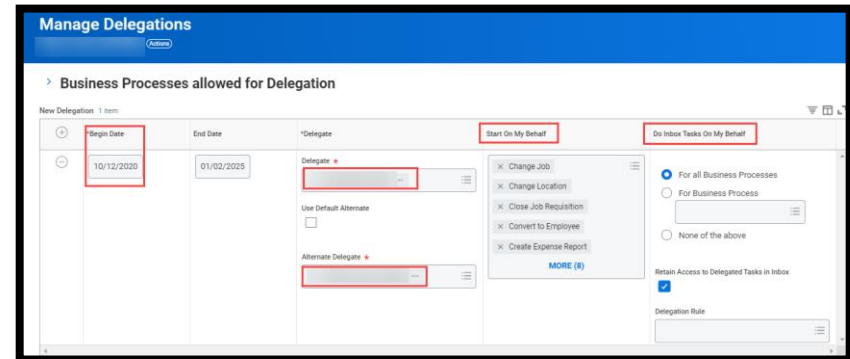 Manage Delegations
(Actions)
Business Processes allowed for Delegation
New Delegation 1 item
*Begin Date End Date *Delegate Start On My Behalf Do Inbox Tasks On My Behalf
10/12/2020
01/02/2025
Delegate *
Use Default Alternate
Alternate Delegate *
× Change Job
× Change Location
× Close Job Requisition
× Convert to Employee
× Create Expense Report
MORE (8)
For all Business Processes
For Business Process
None of the above
Retain Access to Delegated Tasks in Inbox
Delegation Rule